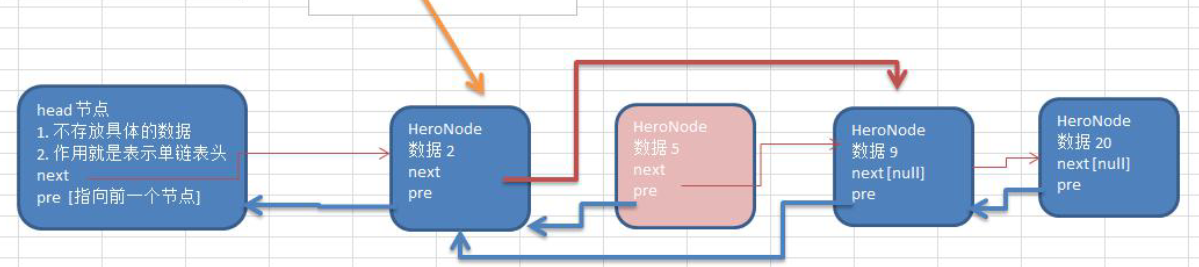 head 节点
1. 不存放具体的数据
2. 作用就是表示单链表头
next
pre [指向前一个节点]
HeroNode
数据 2
next
pre
HeroNode
数据 5
next
pre
HeroNode
数据 9
next [null]
pre
HeroNode
数据 20
next [null]
pre